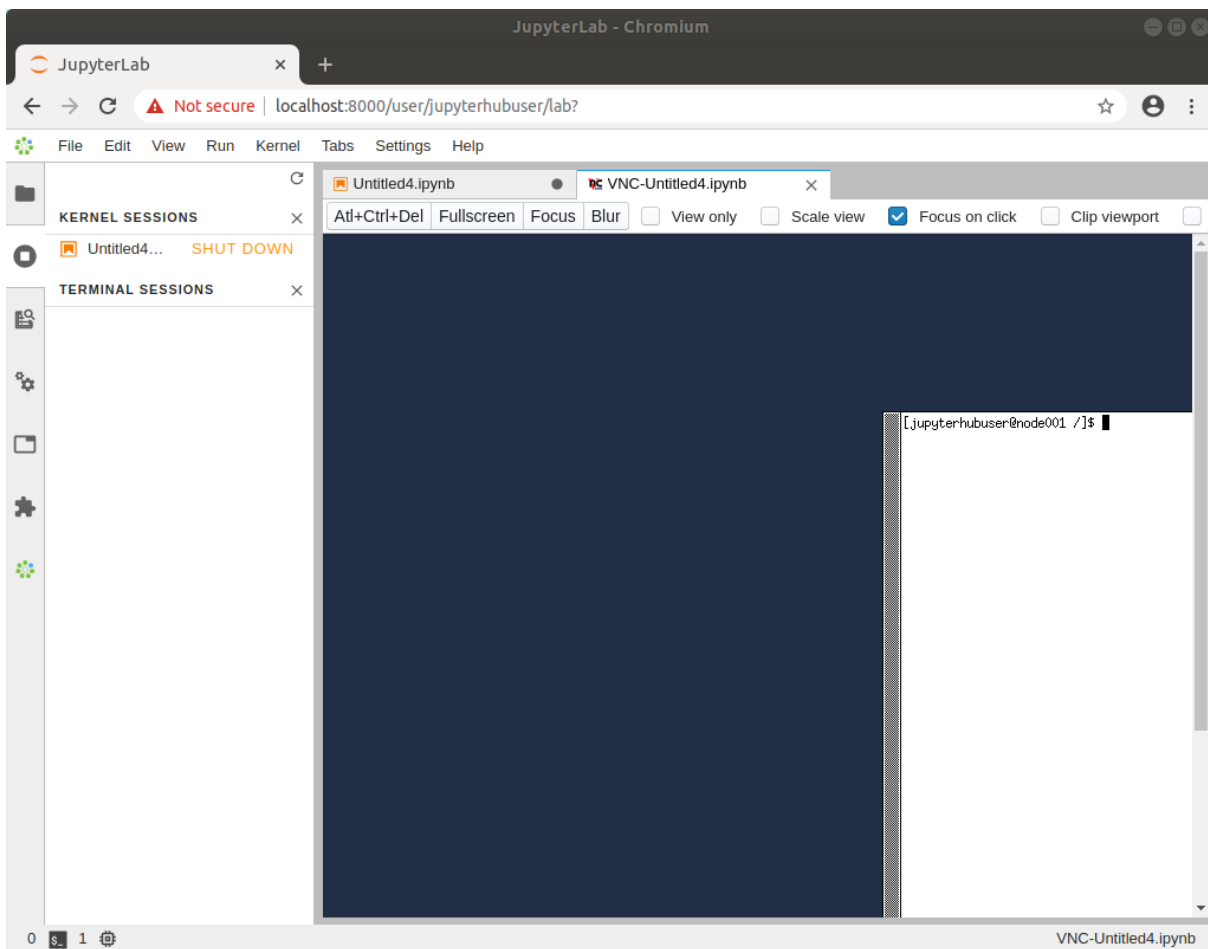 JupyterLab - Chromium
JupyterLab
Not secure | localhost:8000/user/jupyterhubuser/lab?
File Edit View Run Kernel Tabs Settings Help
Untitled4.ipynb VNC-Untitled4.ipynb
KERNEL SESSIONS
Atl+Ctrl+Del Fullscreen Focus Blur View only Scale view Focus on click Clip viewport
Untitled4... SHUT DOWN
TERMINAL SESSIONS
[jupyterhubuser@node001 /]$
0 $_ 1 VNC-Untitled4.ipynb